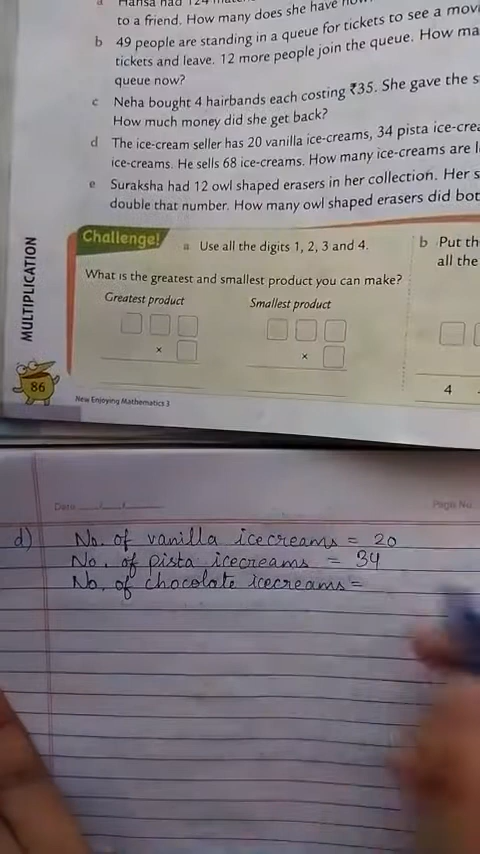 a Hansa had 124
to a friend. How many does she have now
b 49 people are standing in a queue for tickets to see a mov
tickets and leave. 12 more people join the queue. How ma
queue now?
c Neha bought 4 hairbands each costing ₹35. She gave the s
How much money did she get back?
d The ice-cream seller has 20 vanilla ice-creams, 34 pista ice-crea
ice-creams. He sells 68 ice-creams. How many ice-creams are l
e Suraksha had 12 owl shaped erasers in her collection. Her s
double that number. How many owl shaped erasers did bot
MULTIPLICATION
Challenge!
a Use all the digits 1, 2, 3 and 4.
What is the greatest and smallest product you can make?
Greatest product
Smallest product
×
×
b Put th
all the
4
86
New Enjoying Mathematics 3
Date
Page No.
d) No. of vanilla icecreams = 20
No. of pista icecreams = 34
No. of chocolate icecreams =